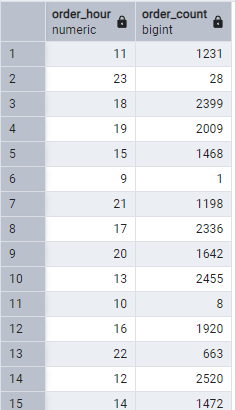 order_hour order_count
numeric bigint
1 11 1231
2 23 28
3 18 2399
4 19 2009
5 15 1468
6 9 1
7 21 1198
8 17 2336
9 20 1642
10 13 2455
11 10 8
12 16 1920
13 22 663
14 12 2520
15 14 1472